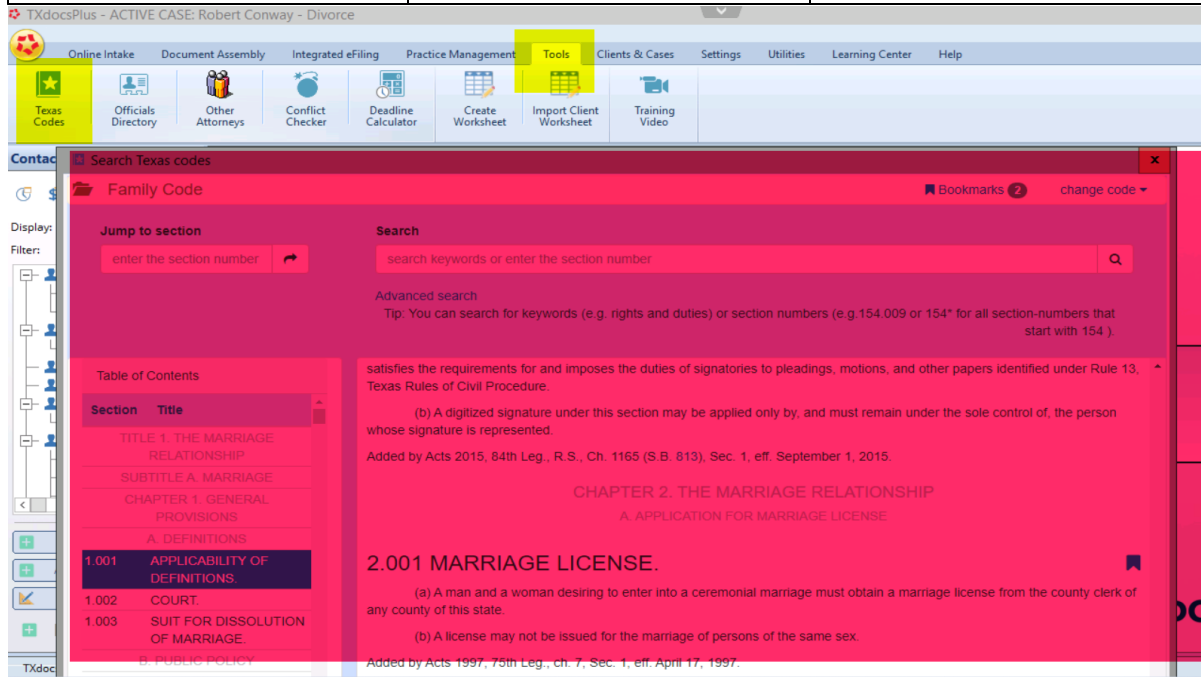 TXdocsPlus - ACTIVE CASE: Robert Conway - Divorce
Online Intake Document Assembly Integrated eFiling Practice Management Tools Clients & Cases Settings Utilities Learning Center Help
Texas Codes
Officials Directory
Other Attorneys
Conflict Checker
Deadline Calculator
Create Worksheet
Import Client Worksheet
Training Video
Contac
Display:
Filter:
TXdoc
Search Texas codes x
Family Code Bookmarks 2 change code
Jump to section
enter the section number
Search
search keywords or enter the section number
Advanced search
Tip: You can search for keywords (e.g. rights and duties) or section numbers (e.g.154.009 or 154* for all section-numbers that
start with 154 ).
Table of Contents
Section Title
TITLE 1. THE MARRIAGE
RELATIONSHIP
SUBTITLE A. MARRIAGE
CHAPTER 1. GENERAL
PROVISIONS
A. DEFINITIONS
1.001 APPLICABILITY OF
DEFINITIONS.
1.002 COURT.
1.003 SUIT FOR DISSOLUTION
OF MARRIAGE.
B. PUBLIC POLICY
satisfies the requirements for and imposes the duties of signatories to pleadings, motions, and other papers identified under Rule 13,
Texas Rules of Civil Procedure.
(b) A digitized signature under this section may be applied only by, and must remain under the sole control of, the person
whose signature is represented.
Added by Acts 2015, 84th Leg., R.S., Ch. 1165 (S.B. 813), Sec. 1, eff. September 1, 2015.
CHAPTER 2. THE MARRIAGE RELATIONSHIP
A. APPLICATION FOR MARRIAGE LICENSE
2.001 MARRIAGE LICENSE.
(a) A man and a woman desiring to enter into a ceremonial marriage must obtain a marriage license from the county clerk of
any county of this state.
(b) A license may not be issued for the marriage of persons of the same sex.
Added by Acts 1997, 75th Leg., ch. 7, Sec. 1, eff. April 17, 1997.